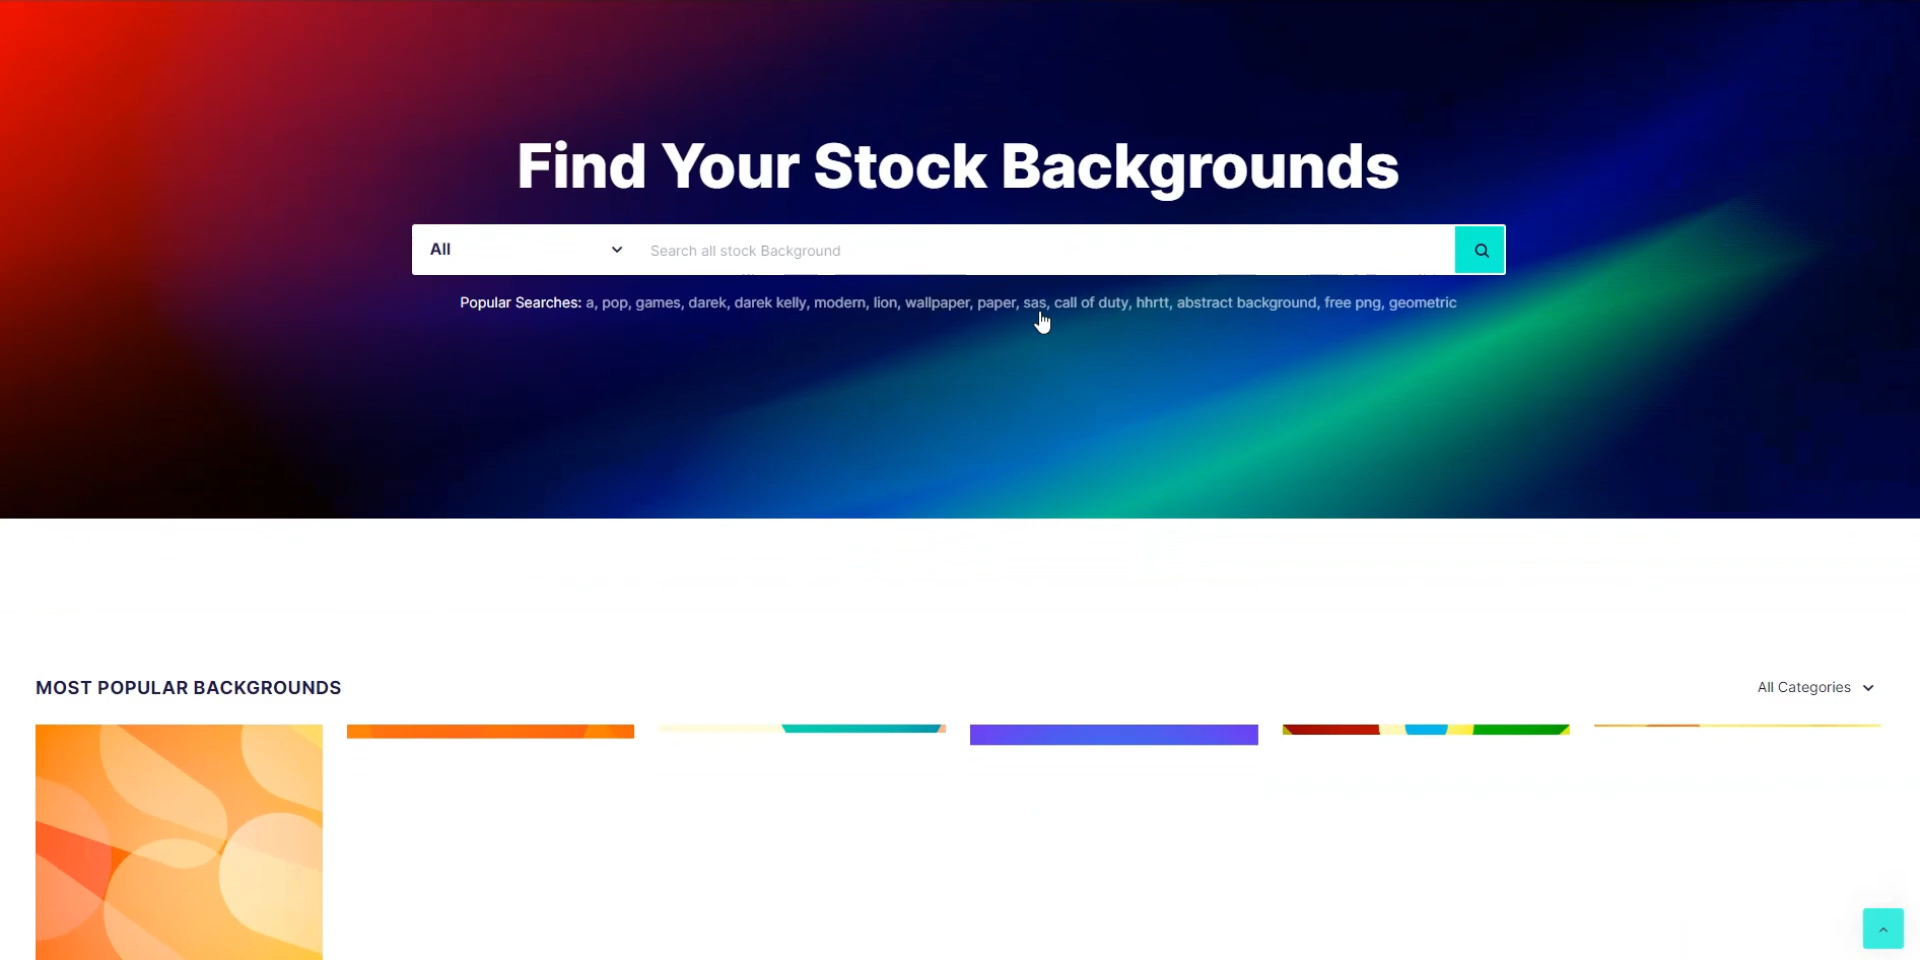 Find Your Stock Backgrounds
All
Search all stock Background
Popular Searches: a, pop, games, darek, darek kelly, modern, lion, wallpaper, paper, sas, call of duty, hhrtt, abstract background, free png, geometric
MOST POPULAR BACKGROUNDS
All Categories